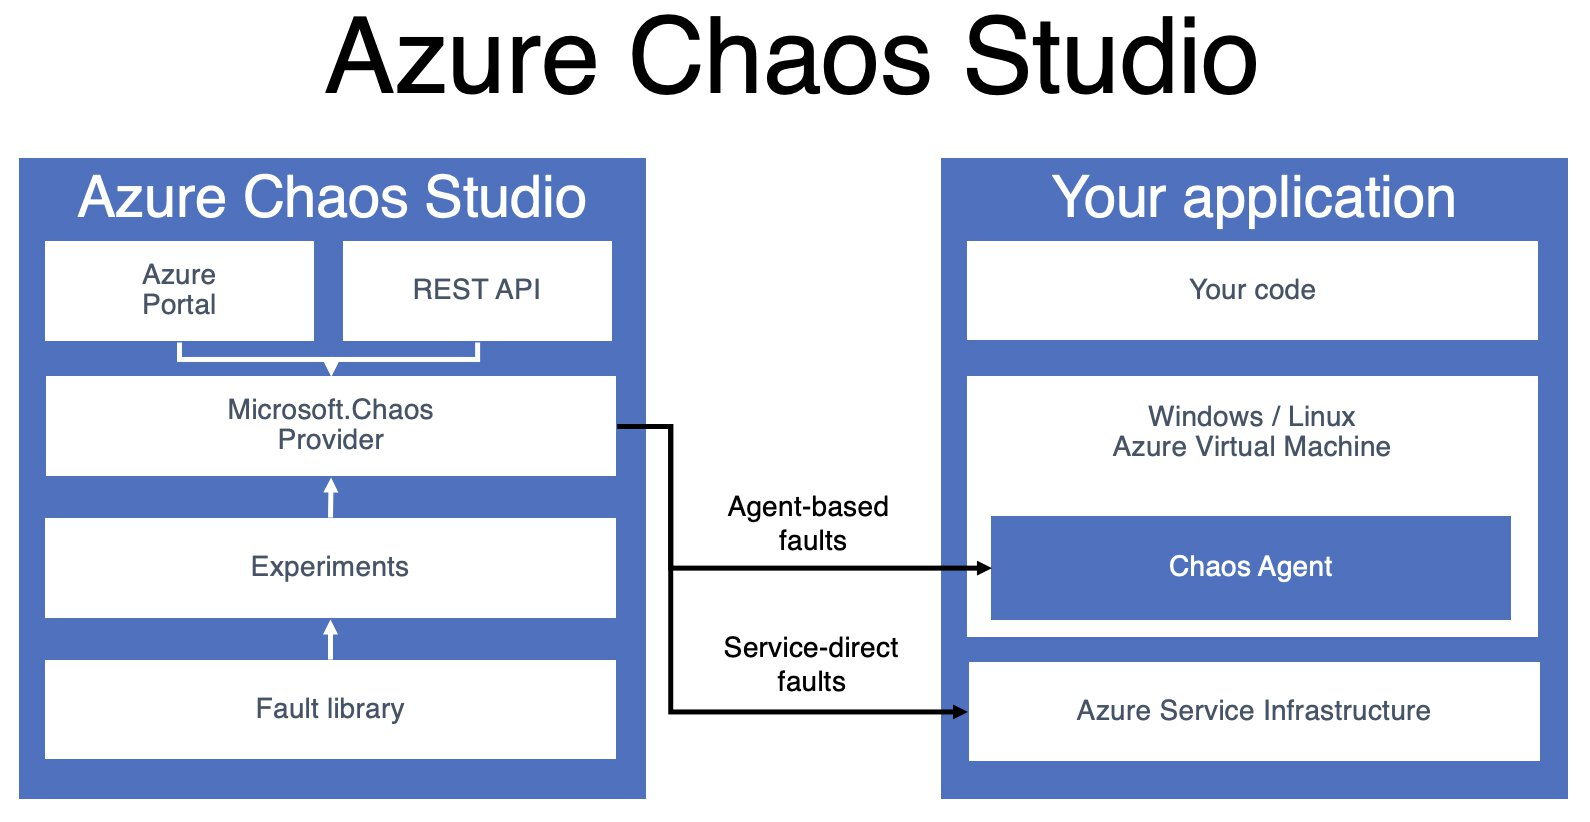 Azure Chaos Studio
Azure Chaos Studio
Azure
Portal
REST API
Microsoft.Chaos
Provider
Experiments
Fault library
Agent-based
faults
Service-direct
faults
Your application
Your code
Windows / Linux
Azure Virtual Machine
Chaos Agent
Azure Service Infrastructure